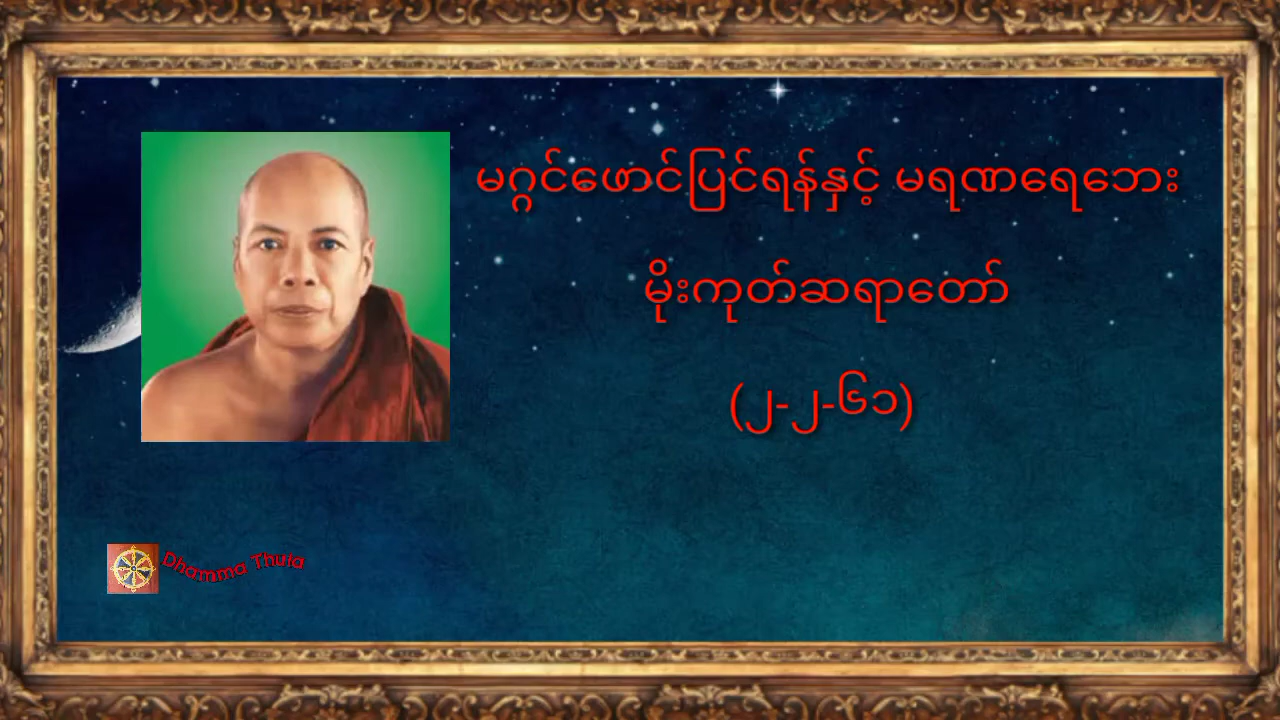 မဂ္ဂင်ဖောင်ပြင်ရန်နှင့် မရဏရေဘေး
မိုးကုတ်ဆရာတော်
(၂-၂-၆၁)
Dhamma Thula